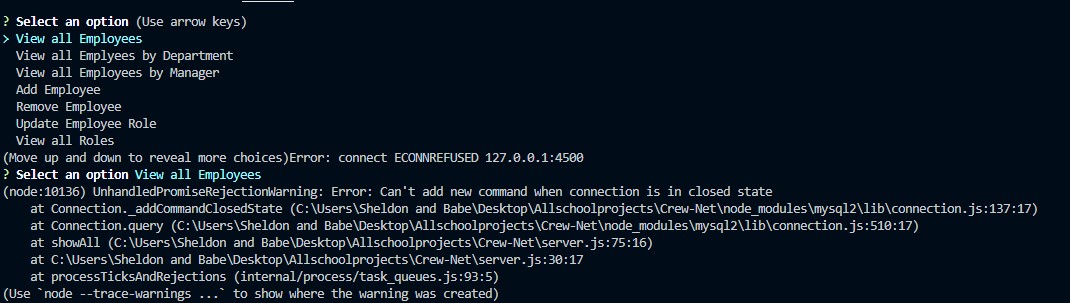 ? Select an option (Use arrow keys)
> View all Employees
View all Emplyees by Department
View all Employees by Manager
Add Employee
Remove Employee
Update Employee Role
View all Roles
(Move up and down to reveal more choices)Error: connect ECONNREFUSED 127.0.0.1:4500
? Select an option View all Employees
(node:10136) UnhandledPromiseRejectionWarning: Error: Can't add new command when connection is in closed state
at Connection._addCommandClosedState (C:\Users\Sheldon and Babe\Desktop\Allschoolprojects\Crew-Net\node_modules\mysql2\lib\connection.js:137:17)
at Connection.query (C:\Users\Sheldon and Babe\Desktop\Allschoolprojects\Crew-Net\node_modules\mysql2\lib\connection.js:510:17)
at showAll (C:\Users\Sheldon and Babe\Desktop\Allschoolprojects\Crew-Net\server.js:75:16)
at C:\Users\Sheldon and Babe\Desktop\Allschoolprojects\Crew-Net\server.js:30:17
at processTicksAndRejections (internal/process/task_queues.js:93:5)
(Use `node --trace-warnings ...` to show where the warning was created)